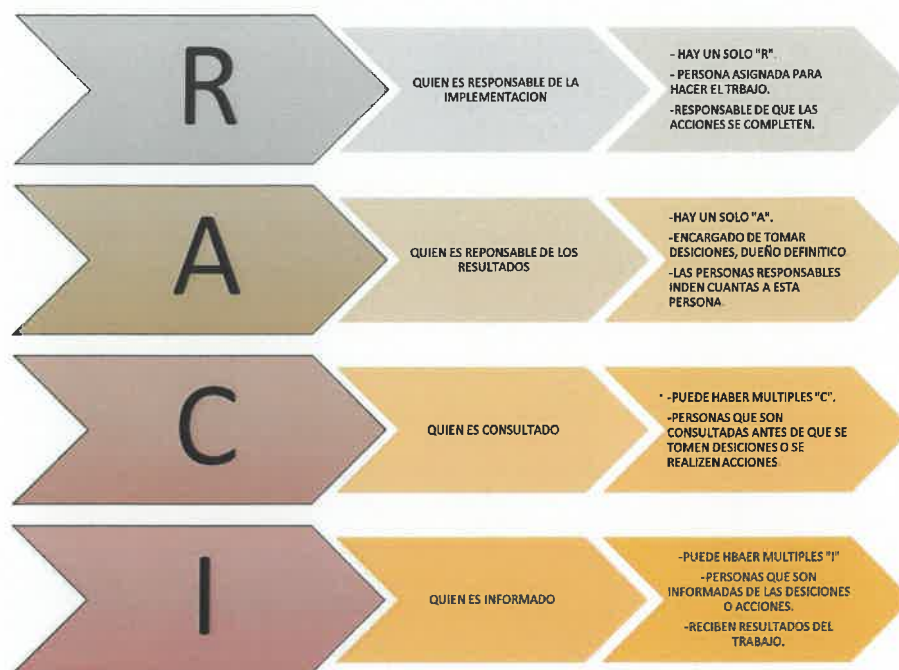 R
QUIEN ES RESPONSABLE DE LA
IMPLEMENTACION
- HAY UN SOLO "R".
- PERSONA ASIGNADA PARA
HACER EL TRBAJO.
-RESPONSABLE DE QUE LAS
ACCIONES SE COMPLETEN.
A
QUIEN ES REPONSABLE DE LOS
RESULTADOS
-HAY UN SOLO "A".
-ENCARGADO DE TOMAR
DESICIONES, DUEÑO DEFINITICO
-LAS PERSONAS RESPONSABLES
INDEN CUANTAS A ESTA
PERSONA.
C
QUIEN ES CONSULTADO
-PUEDE HABER MULTIPLES "C".
-PERSONAS QUE SON
CONSULTADAS ANTES DE QUE SE
TOMEN DESICIONES O SE
REALIZEN ACCIONES.
I
QUIEN ES INFORMADO
-PUEDE HBAER MULTIPLES "I"
-PERSONAS QUE SON
INFORMADAS DE LAS DESICIONES
O ACCIONES.
-RECIBEN RESULTADOS DEL
TRABAJO.